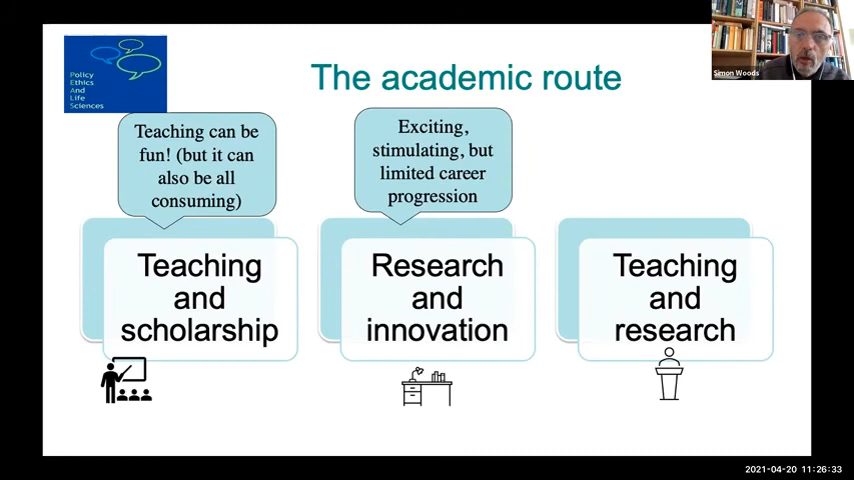 Policy
Ethics
And
Life
Sciences
The academic route
Simon Woods
Teaching can be
fun! (but it can
also be all
consuming)
Exciting,
stimulating, but
limited career
progression
Teaching
and
scholarship
Research
and
innovation
Teaching
and
research
2021-04-20 11:26:33